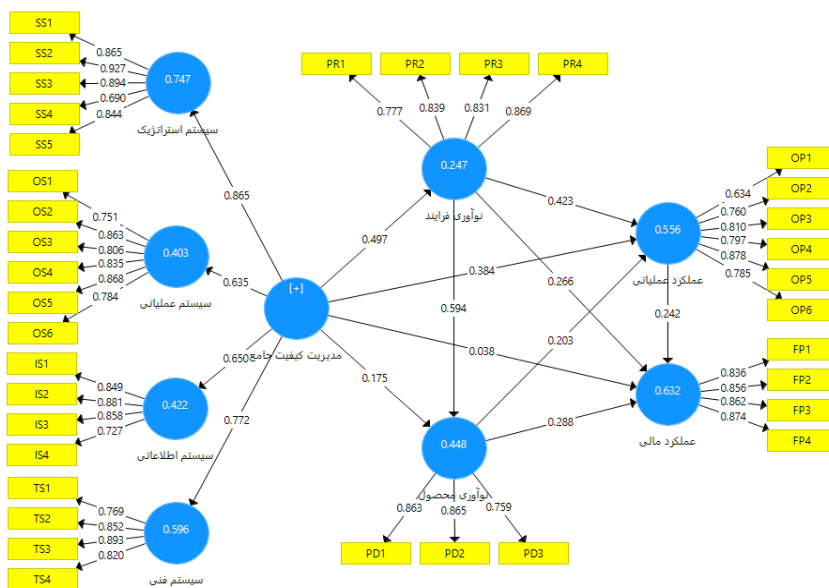 SS1
SS2
SS3
SS4
SS5
0.865
0.927
0.894
0.690
0.844
0.747
سیستم استراتژیک
OS1
OS2
OS3
OS4
OS5
OS6
0.751
0.863
0.806
0.835
0.868
0.784
0.403
سیستم عملیاتی
IS1
IS2
IS3
IS4
0.849
0.881
0.858
0.727
0.422
سیستم اطلاعاتی
TS1
TS2
TS3
TS4
0.769
0.852
0.893
0.820
0.596
سیستم فنی
0.865
0.635
0.650
0.772
[+]
مدیریت کیفیت جامع
PR1
PR2
PR3
PR4
0.777
0.839
0.831
0.869
0.247
نوآوری فرایند
0.497
0.384
0.038
0.175
0.594
0.423
0.266
0.203
0.288
0.448
نوآوری محصول
0.863
0.865
0.759
PD1
PD2
PD3
0.556
عملکرد عملیاتی
0.242
0.632
عملکرد مالی
0.634
0.760
0.810
0.797
0.878
0.785
OP1
OP2
OP3
OP4
OP5
OP6
0.836
0.856
0.862
0.874
FP1
FP2
FP3
FP4